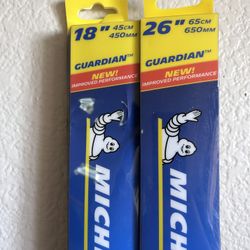 18" 45CM
450MM
GUARDIAN™
NEW!
IMPROVED PERFORMANCE
MICH
26" 65CM
650MM
GUARDIAN™
NEW!
IMPROVED PERFORMANCE
MICH